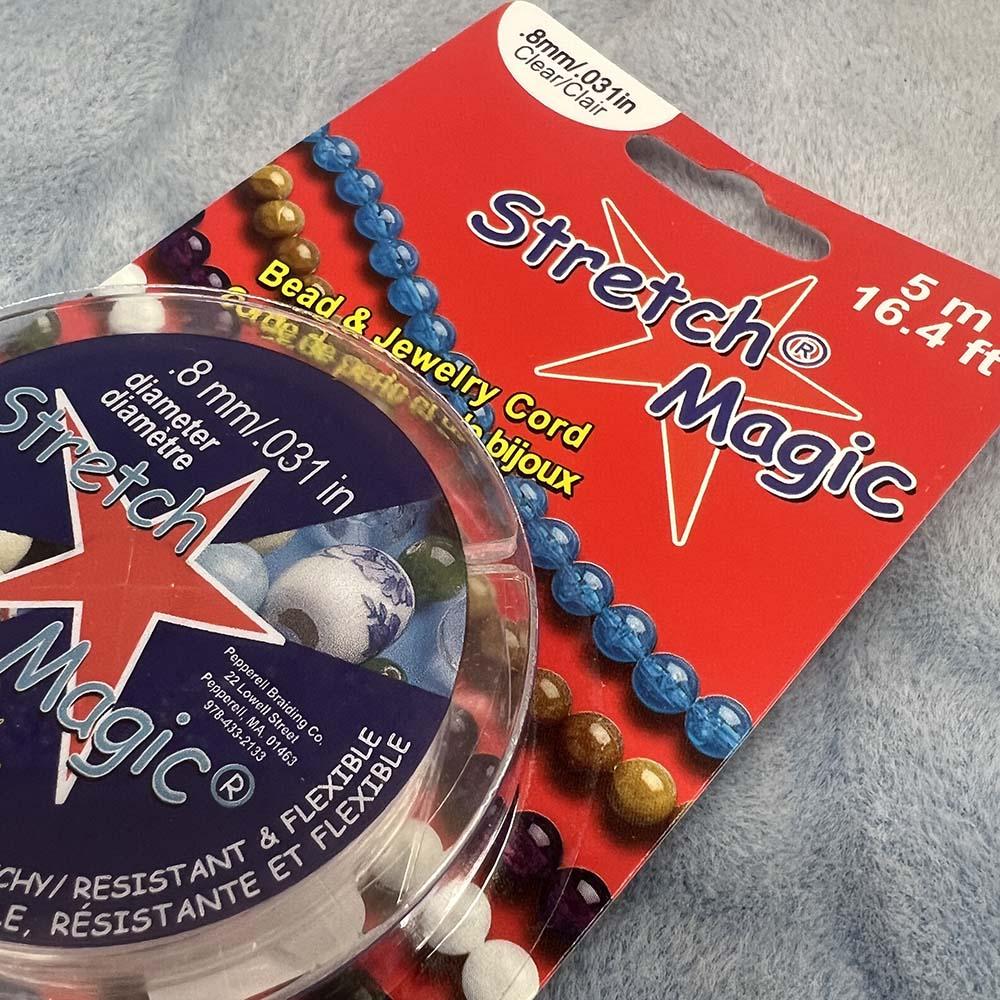 .8mm/.031in
Clear/Clair
Stretch®
Magic
5 m
16.4 ft
Bead & Jewelry Cord
bijoux
.8 mm/.031 in
diameter
diamètre
Stretch
Magic®
Pepperell Braiding Co.
22 Lowell Street
Pepperell, MA. 01463
978-433-2133
CHY/ RESISTANT & FLEXIBLE
LE, RÉSISTANTE ET FLEXIBLE